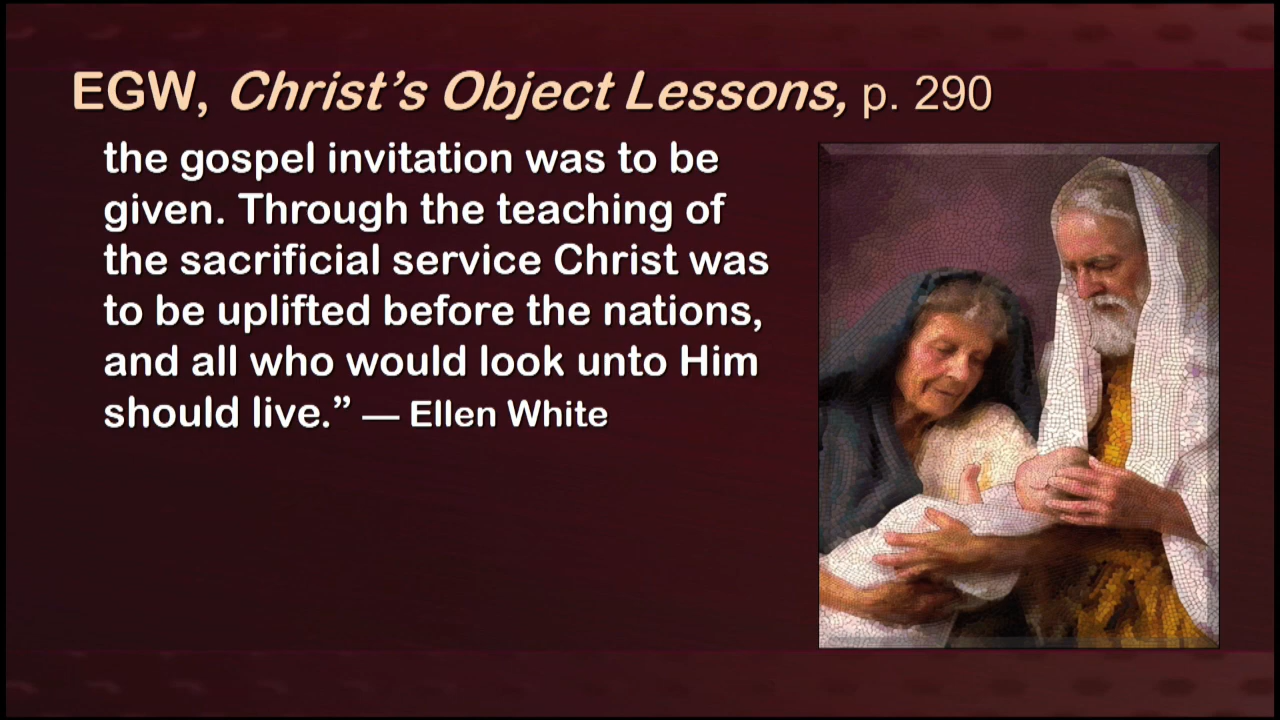 EGW, Christ’s Object Lessons, p. 290
the gospel invitation was to be
given. Through the teaching of
the sacrificial service Christ was
to be uplifted before the nations,
and all who would look unto Him
should live.” — Ellen White